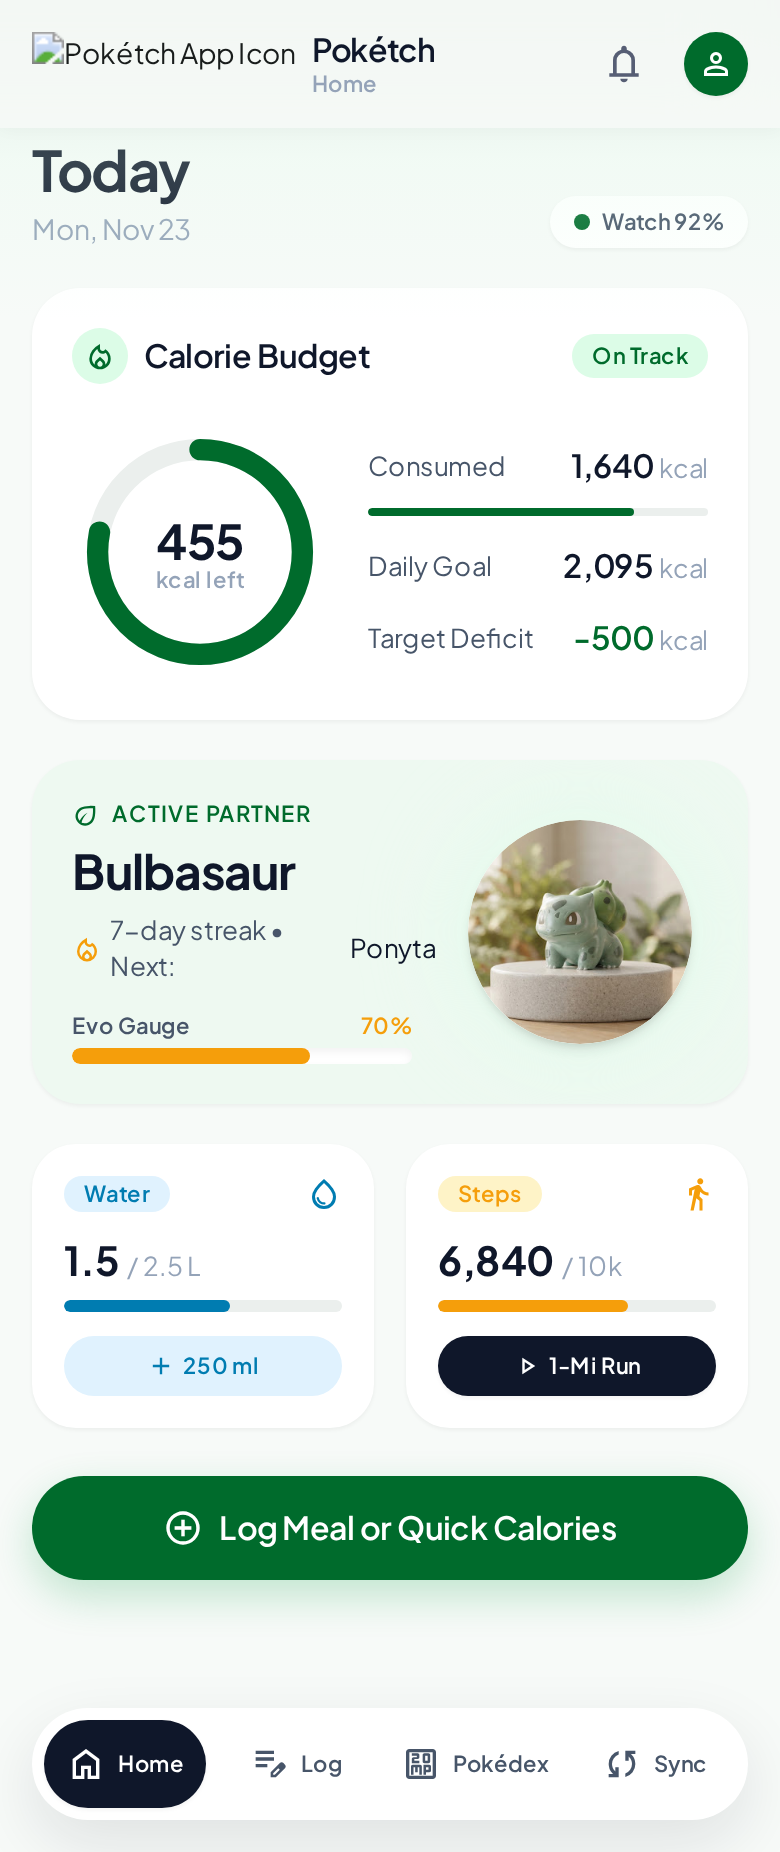 Pokétch App Icon
Pokétch
Home
Today
Mon, Nov 23
Watch 92%
Calorie Budget
On Track
455
kcal left
Consumed 1,640 kcal
Daily Goal 2,095 kcal
Target Deficit -500 kcal
ACTIVE PARTNER
Bulbasaur
7-day streak •
Next:
Ponyta
Evo Gauge 70%
Water
1.5 / 2.5 L
+ 250 ml
Steps
6,840 / 10k
1-Mi Run
Log Meal or Quick Calories
Home
Log
20
MP
Pokédex
Sync